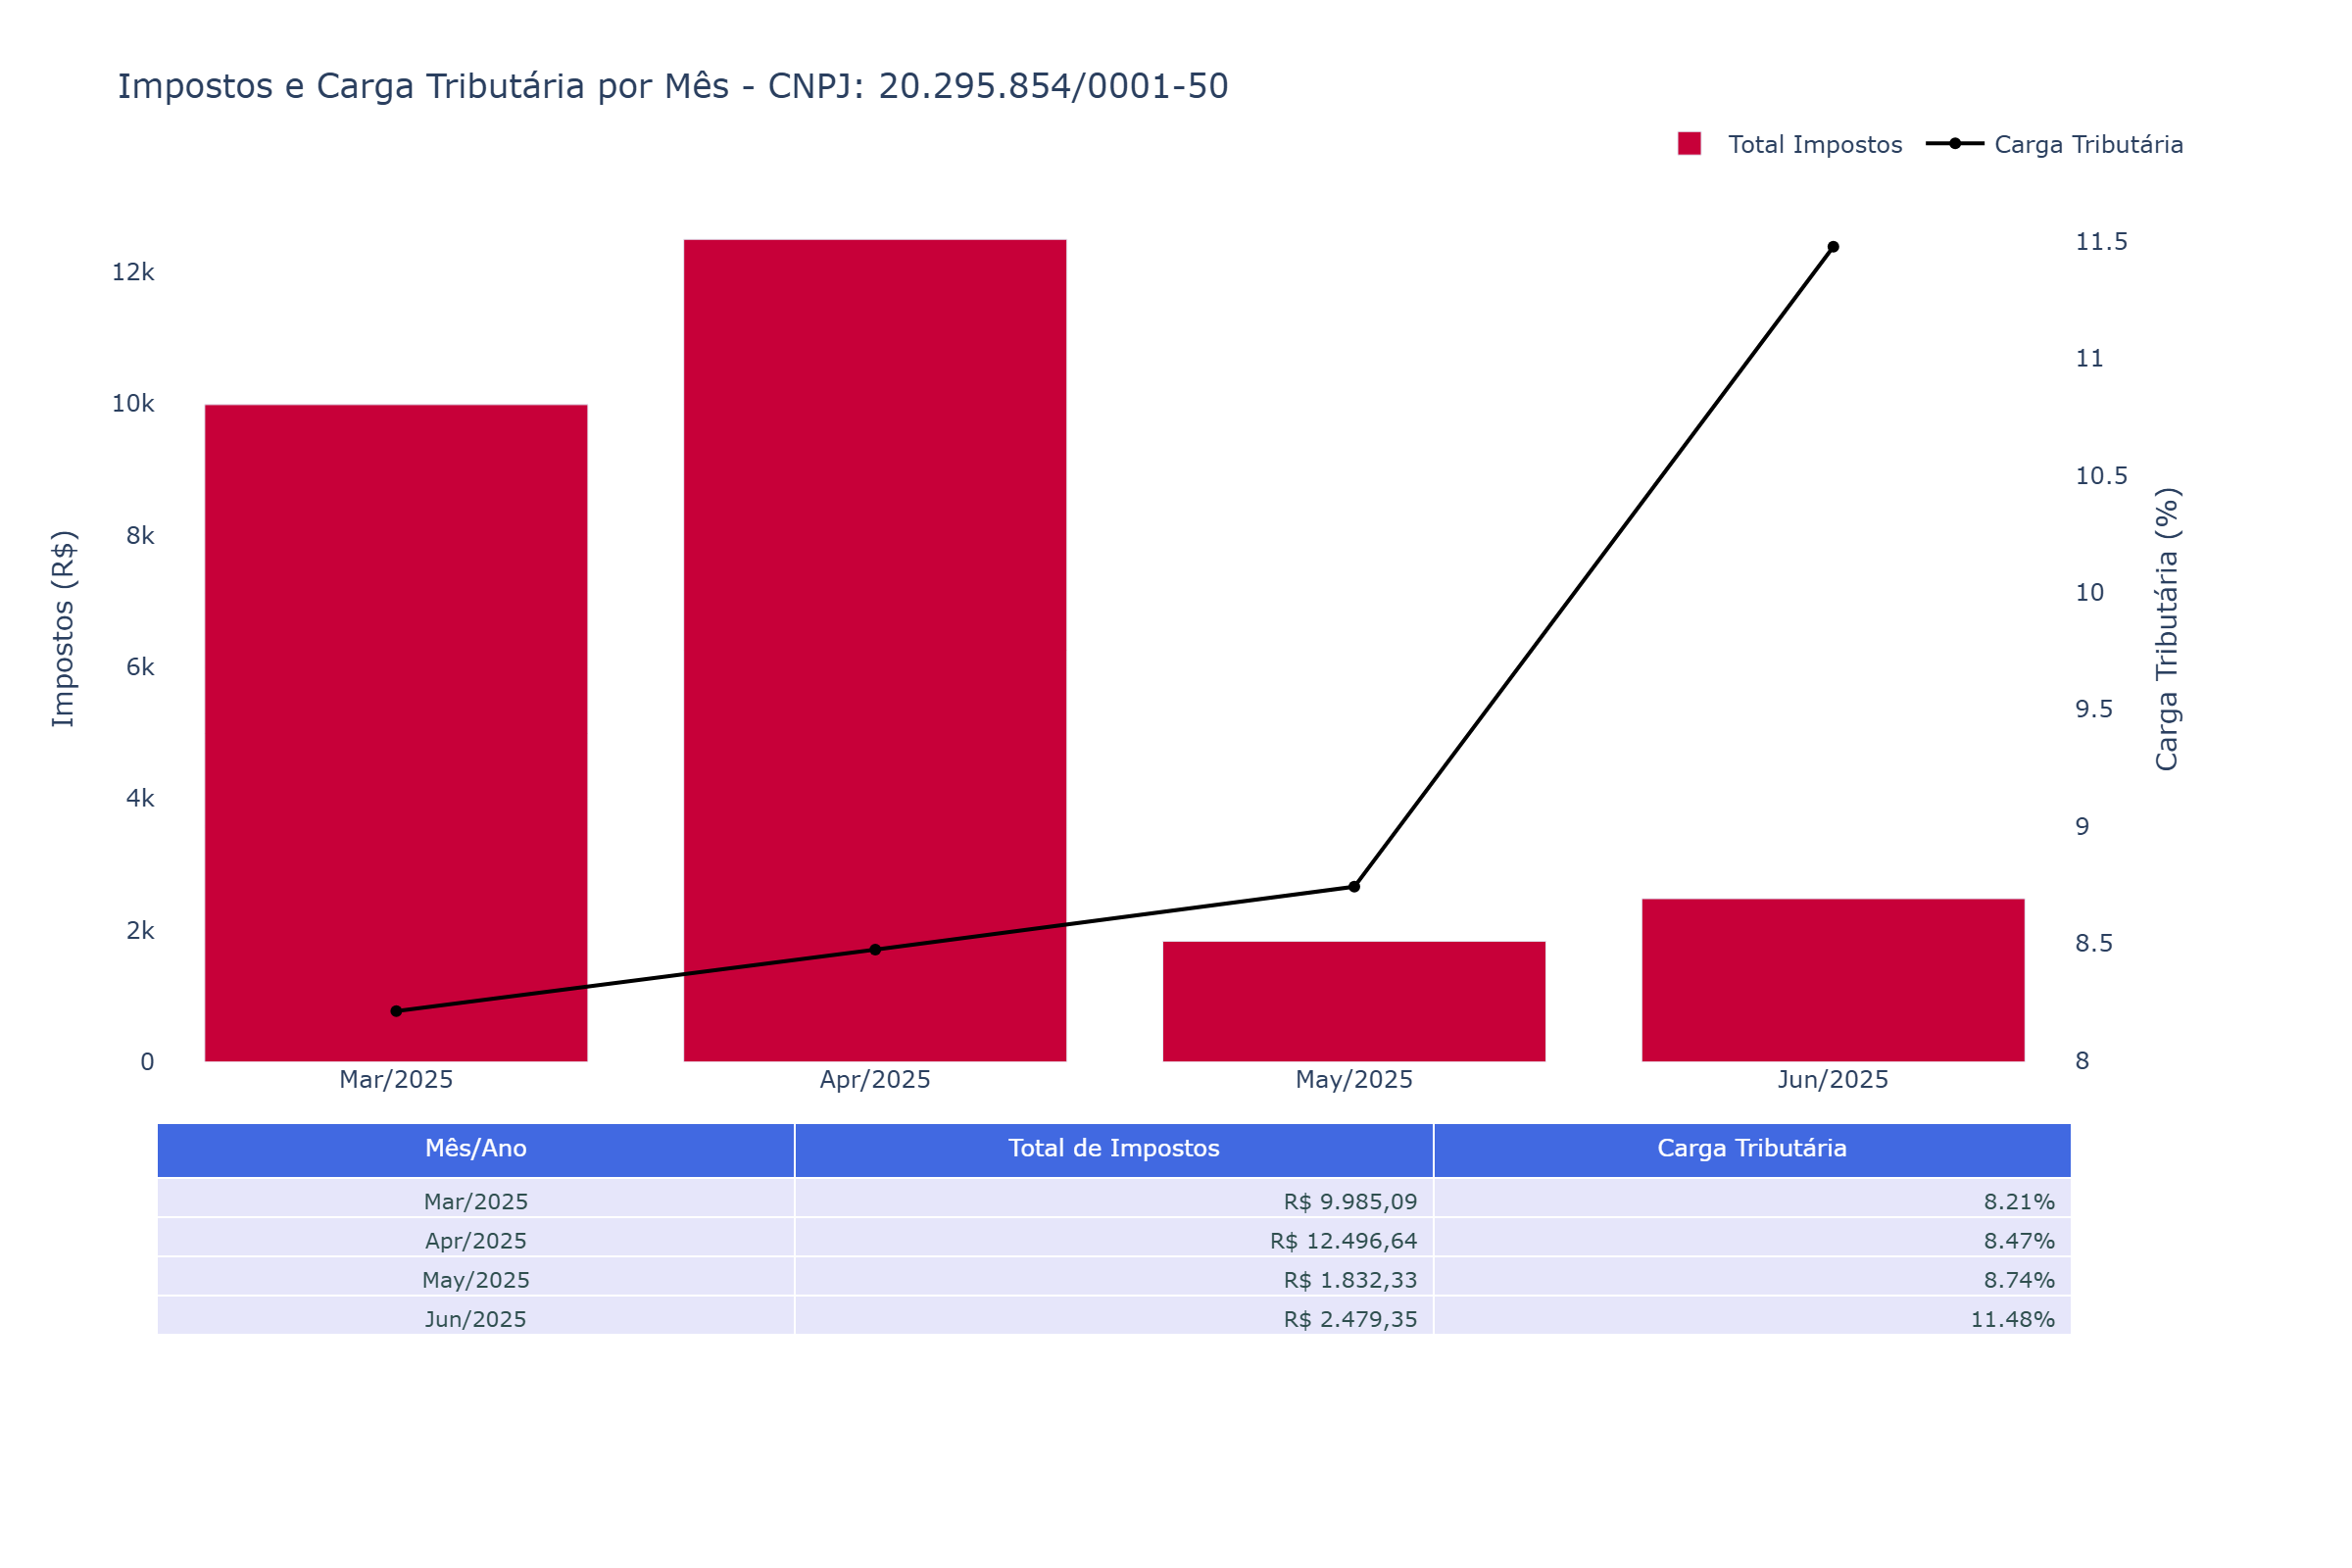 Impostos e Carga Tributária por Mês - CNPJ: 20.295.854/0001-50
Total Impostos
Carga Tributária
Impostos (R$)
12k
10k
8k
6k
4k
2k
0
11.5
11
10.5
10
9.5
9
8.5
8
Carga Tributária (%)
Mar/2025 Apr/2025 May/2025 Jun/2025
Mês/Ano Total de Impostos Carga Tributária
Mar/2025 R$ 9.985,09 8.21%
Apr/2025 R$ 12.496,64 8.47%
May/2025 R$ 1.832,33 8.74%
Jun/2025 R$ 2.479,35 11.48%